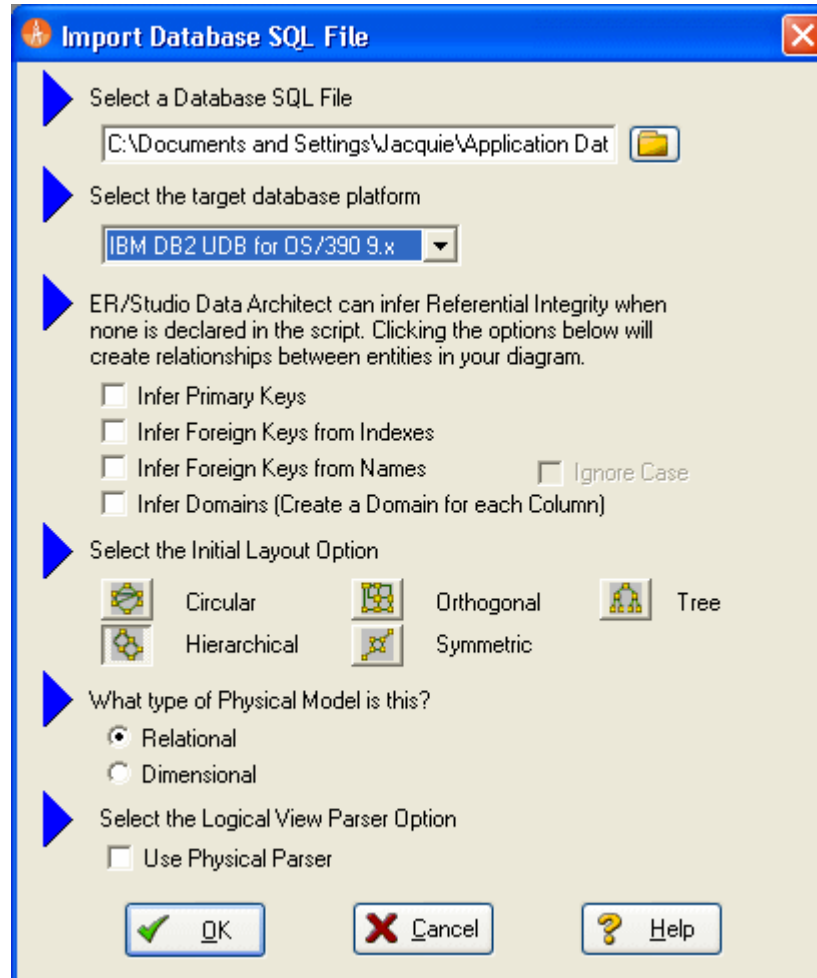 Import Database SQL File
Select a Database SQL File
C:\Documents and Settings\Jacquie\Application Dat
Select the target database platform
IBM DB2 UDB for OS/390 9.x
ER/Studio Data Architect can infer Referential Integrity when
none is declared in the script. Clicking the options below will
create relationships between entities in your diagram.
Infer Primary Keys
Infer Foreign Keys from Indexes
Infer Foreign Keys from Names Ignore Case
Infer Domains (Create a Domain for each Column)
Select the Initial Layout Option
Circular Orthogonal Tree
Hierarchical Symmetric
What type of Physical Model is this?
Relational
Dimensional
Select the Logical View Parser Option
Use Physical Parser
OK Cancel Help